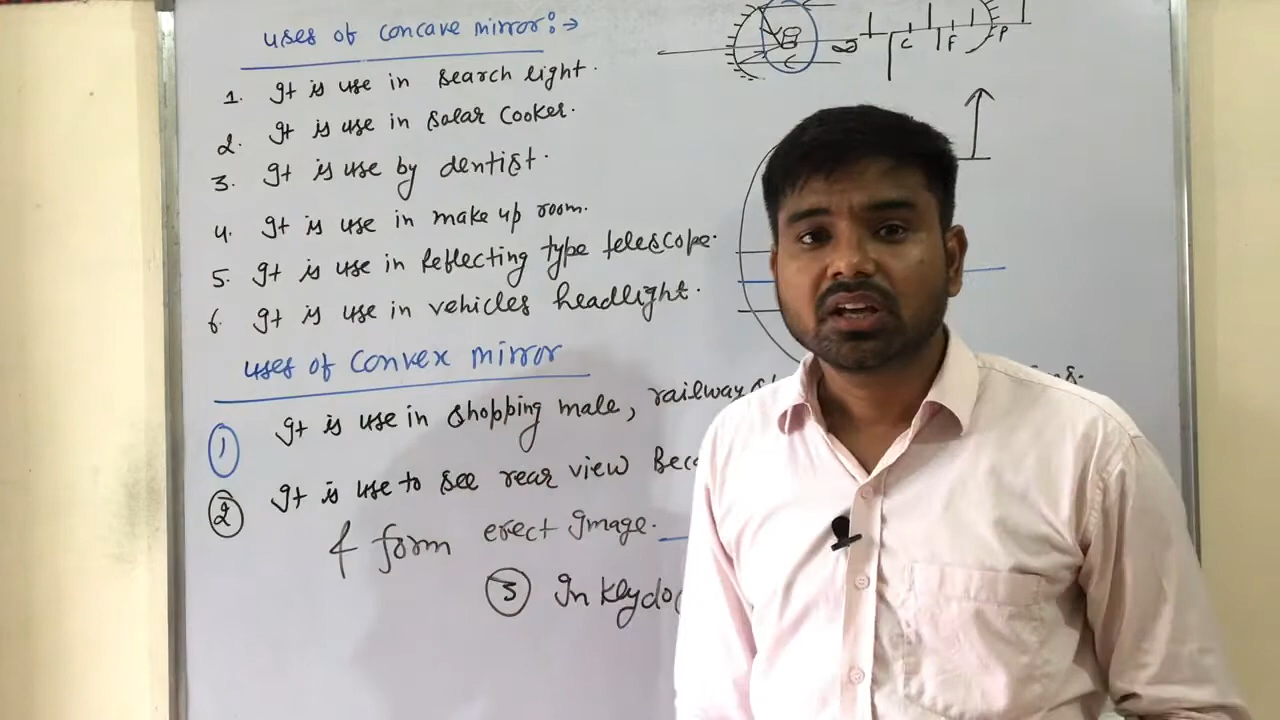 uses of concave mirror:→
1. It is use in search light.
2. It is use in solar cooker.
3. It is use by dentist.
4. It is use in make up room.
5. It is use in Reflecting type telescope.
6. It is use in vehicles headlight.
uses of convex mirror
1 It is use in shopping male, railway
2 It is use to see rear view
& form erect Image.
3 In
C
C F P